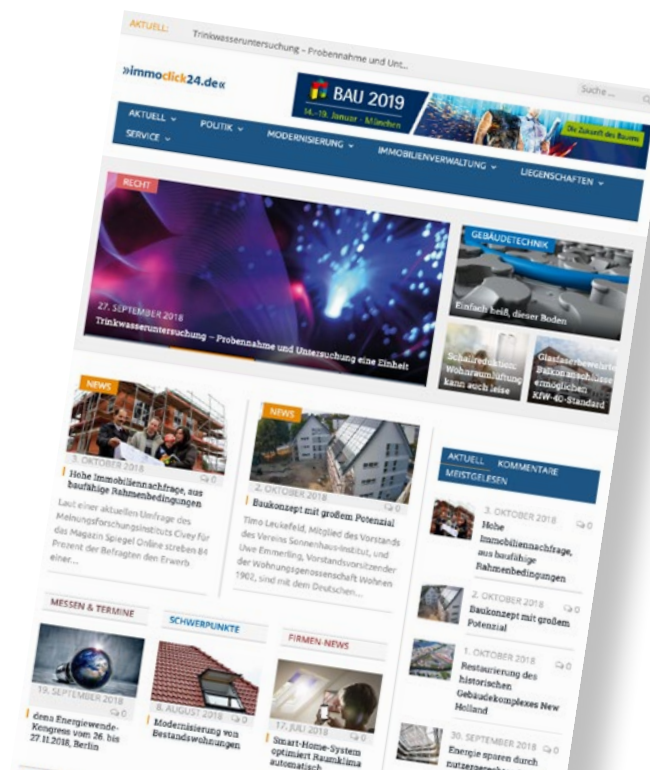 AKTUELL:
Trinkwasseruntersuchung – Probennahme und Unt...
Suche ...
»immoclick24.de«
BAU 2019
14.–19. Januar · München
Die Zukunft des Bauens
AKTUELL
POLITIK
MODERNISIERUNG
IMMOBILIENVERWALTUNG
LIEGENSCHAFTEN
SERVICE
RECHT
27. SEPTEMBER 2018
Trinkwasseruntersuchung – Probennahme und Untersuchung eine Einheit
GEBÄUDETECHNIK
Einfach heiß, dieser Boden
Schallreduktion:
Wohnraumlüftung
kann auch leise
Glasfaserbewehrte
Balkonanschlüsse
ermöglichen
KfW-40-Standard
NEWS
3. OKTOBER 2018
0
Hohe Immobiliennachfrage, aus
baufähige Rahmenbedingungen
Laut einer aktuellen Umfrage des
Meinungsforschungsinstituts Civey für
das Magazin Spiegel Online streben 84
Prozent der Befragten den Erwerb
einer...
NEWS
2. OKTOBER 2018
0
Baukonzept mit großem Potenzial
Timo Leukefeld, Mitglied des Vorstands
des Vereins Sonnenhaus-Institut, und
Uwe Emmerling, Vorstandsvorsitzender
der Wohnungsgenossenschaft Wohnen
1902, sind mit dem Deutschen...
AKTUELL
KOMMENTARE
MEISTGELESEN
3. OKTOBER 2018
0
Hohe
Immobiliennachfrage,
aus baufähige
Rahmenbedingungen
2. OKTOBER 2018
0
Baukonzept mit großem
Potenzial
1. OKTOBER 2018
0
Restaurierung des
historischen
Gebäudekomplexes New
Holland
30. SEPTEMBER 2018
0
Energie sparen durch
MESSEN & TERMINE
19. SEPTEMBER 2018
0
dena Energiewende-
Kongress vom 26. bis
27.11.2018, Berlin
SCHWERPUNKTE
8. AUGUST 2018
0
Modernisierung von
Bestandswohnungen
FIRMEN-NEWS
17. JULI 2018
0
Smart-Home-System
optimiert Raumklima
automatisch